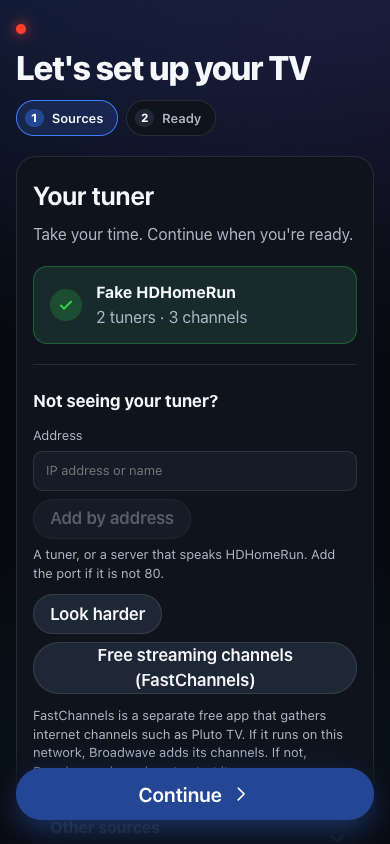 Let's set up your TV
1 Sources
2 Ready
Your tuner
Take your time. Continue when you're ready.
Fake HDHomeRun
2 tuners · 3 channels
Not seeing your tuner?
Address
IP address or name
Add by address
A tuner, or a server that speaks HDHomeRun. Add
the port if it is not 80.
Look harder
Free streaming channels
(FastChannels)
FastChannels is a separate free app that gathers
internet channels such as Pluto TV. If it runs on this
network, Broadwave adds its channels. If not,
Continue
Other sources